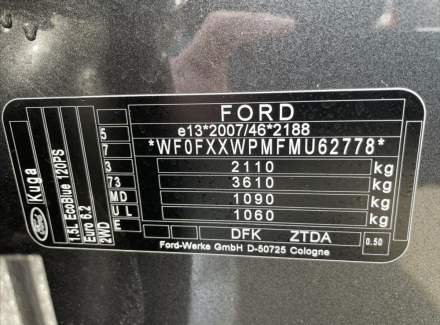 FORD
e13*2007/46*2188
*WF0FXXWPMFMU62778*
2110 kg
3610 kg
1090 kg
1060 kg
DFK ZTDA 0.50
Ford-Werke GmbH D-50725 Cologne
5
7
3
73
MD
U L
E
Ford
Kuga
1.5L EcoBlue 120PS
Euro 6.2
2WD